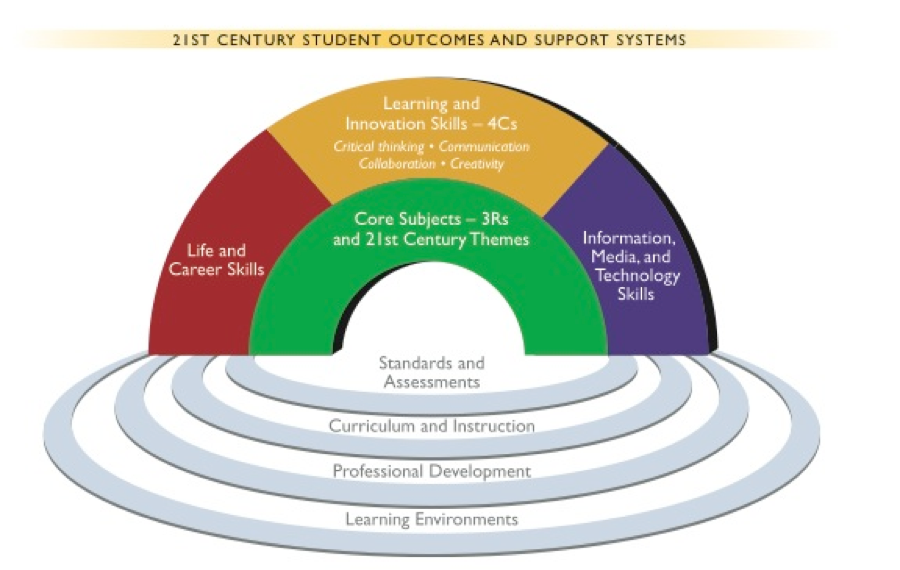 21ST CENTURY STUDENT OUTCOMES AND SUPPORT SYSTEMS
Learning and
Innovation Skills – 4Cs
Critical thinking • Communication
Collaboration • Creativity
Core Subjects – 3Rs
and 21st Century Themes
Life and
Career Skills
Information,
Media, and
Technology
Skills
Standards and
Assessments
Curriculum and Instruction
Professional Development
Learning Environments